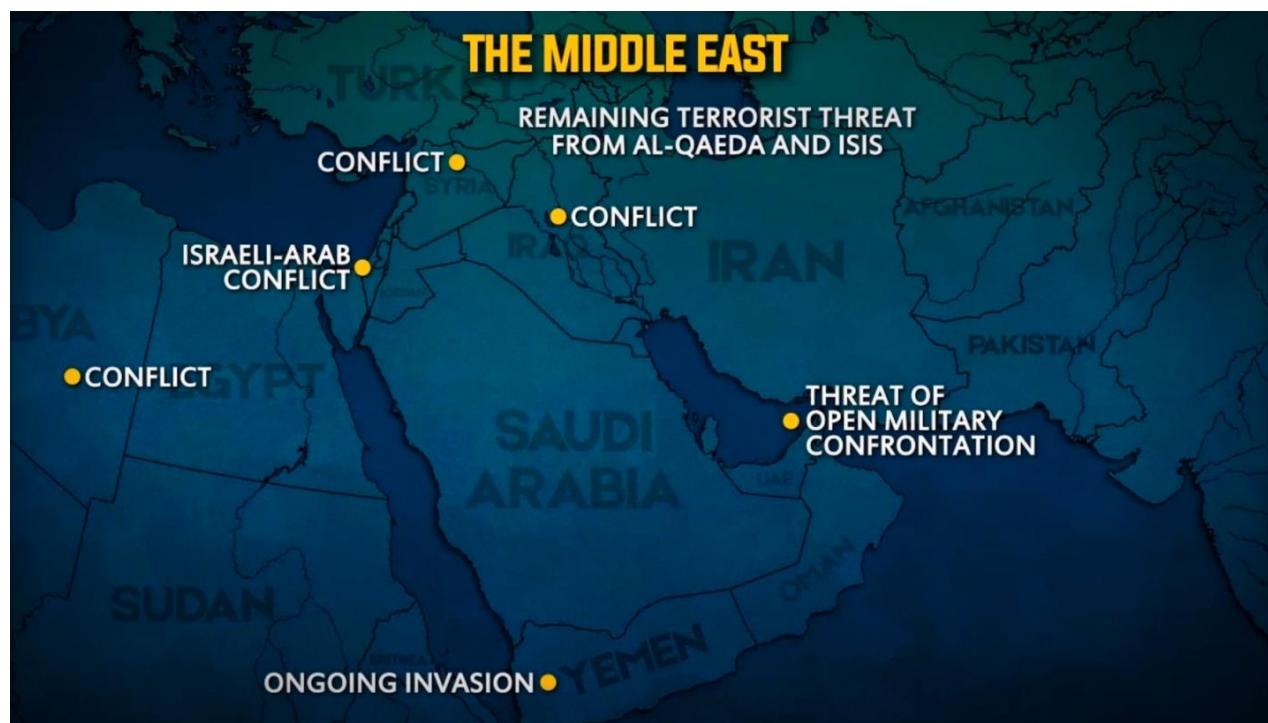 THE MIDDLE EAST
TURKEY
REMAINING TERRORIST THREAT
FROM AL-QAEDA AND ISIS
CONFLICT
SYRIA
AFGHANISTAN
CONFLICT
IRAQ
IRAN
ISRAELI-ARAB
CONFLICT
JORDAN
BYA
PAKISTAN
CONFLICT
EGYPT
THREAT OF
OPEN MILITARY
CONFRONTATION
SAUDI
ARABIA
UAE
OMAN
SUDAN
ERITREA
YEMEN
ONGOING INVASION